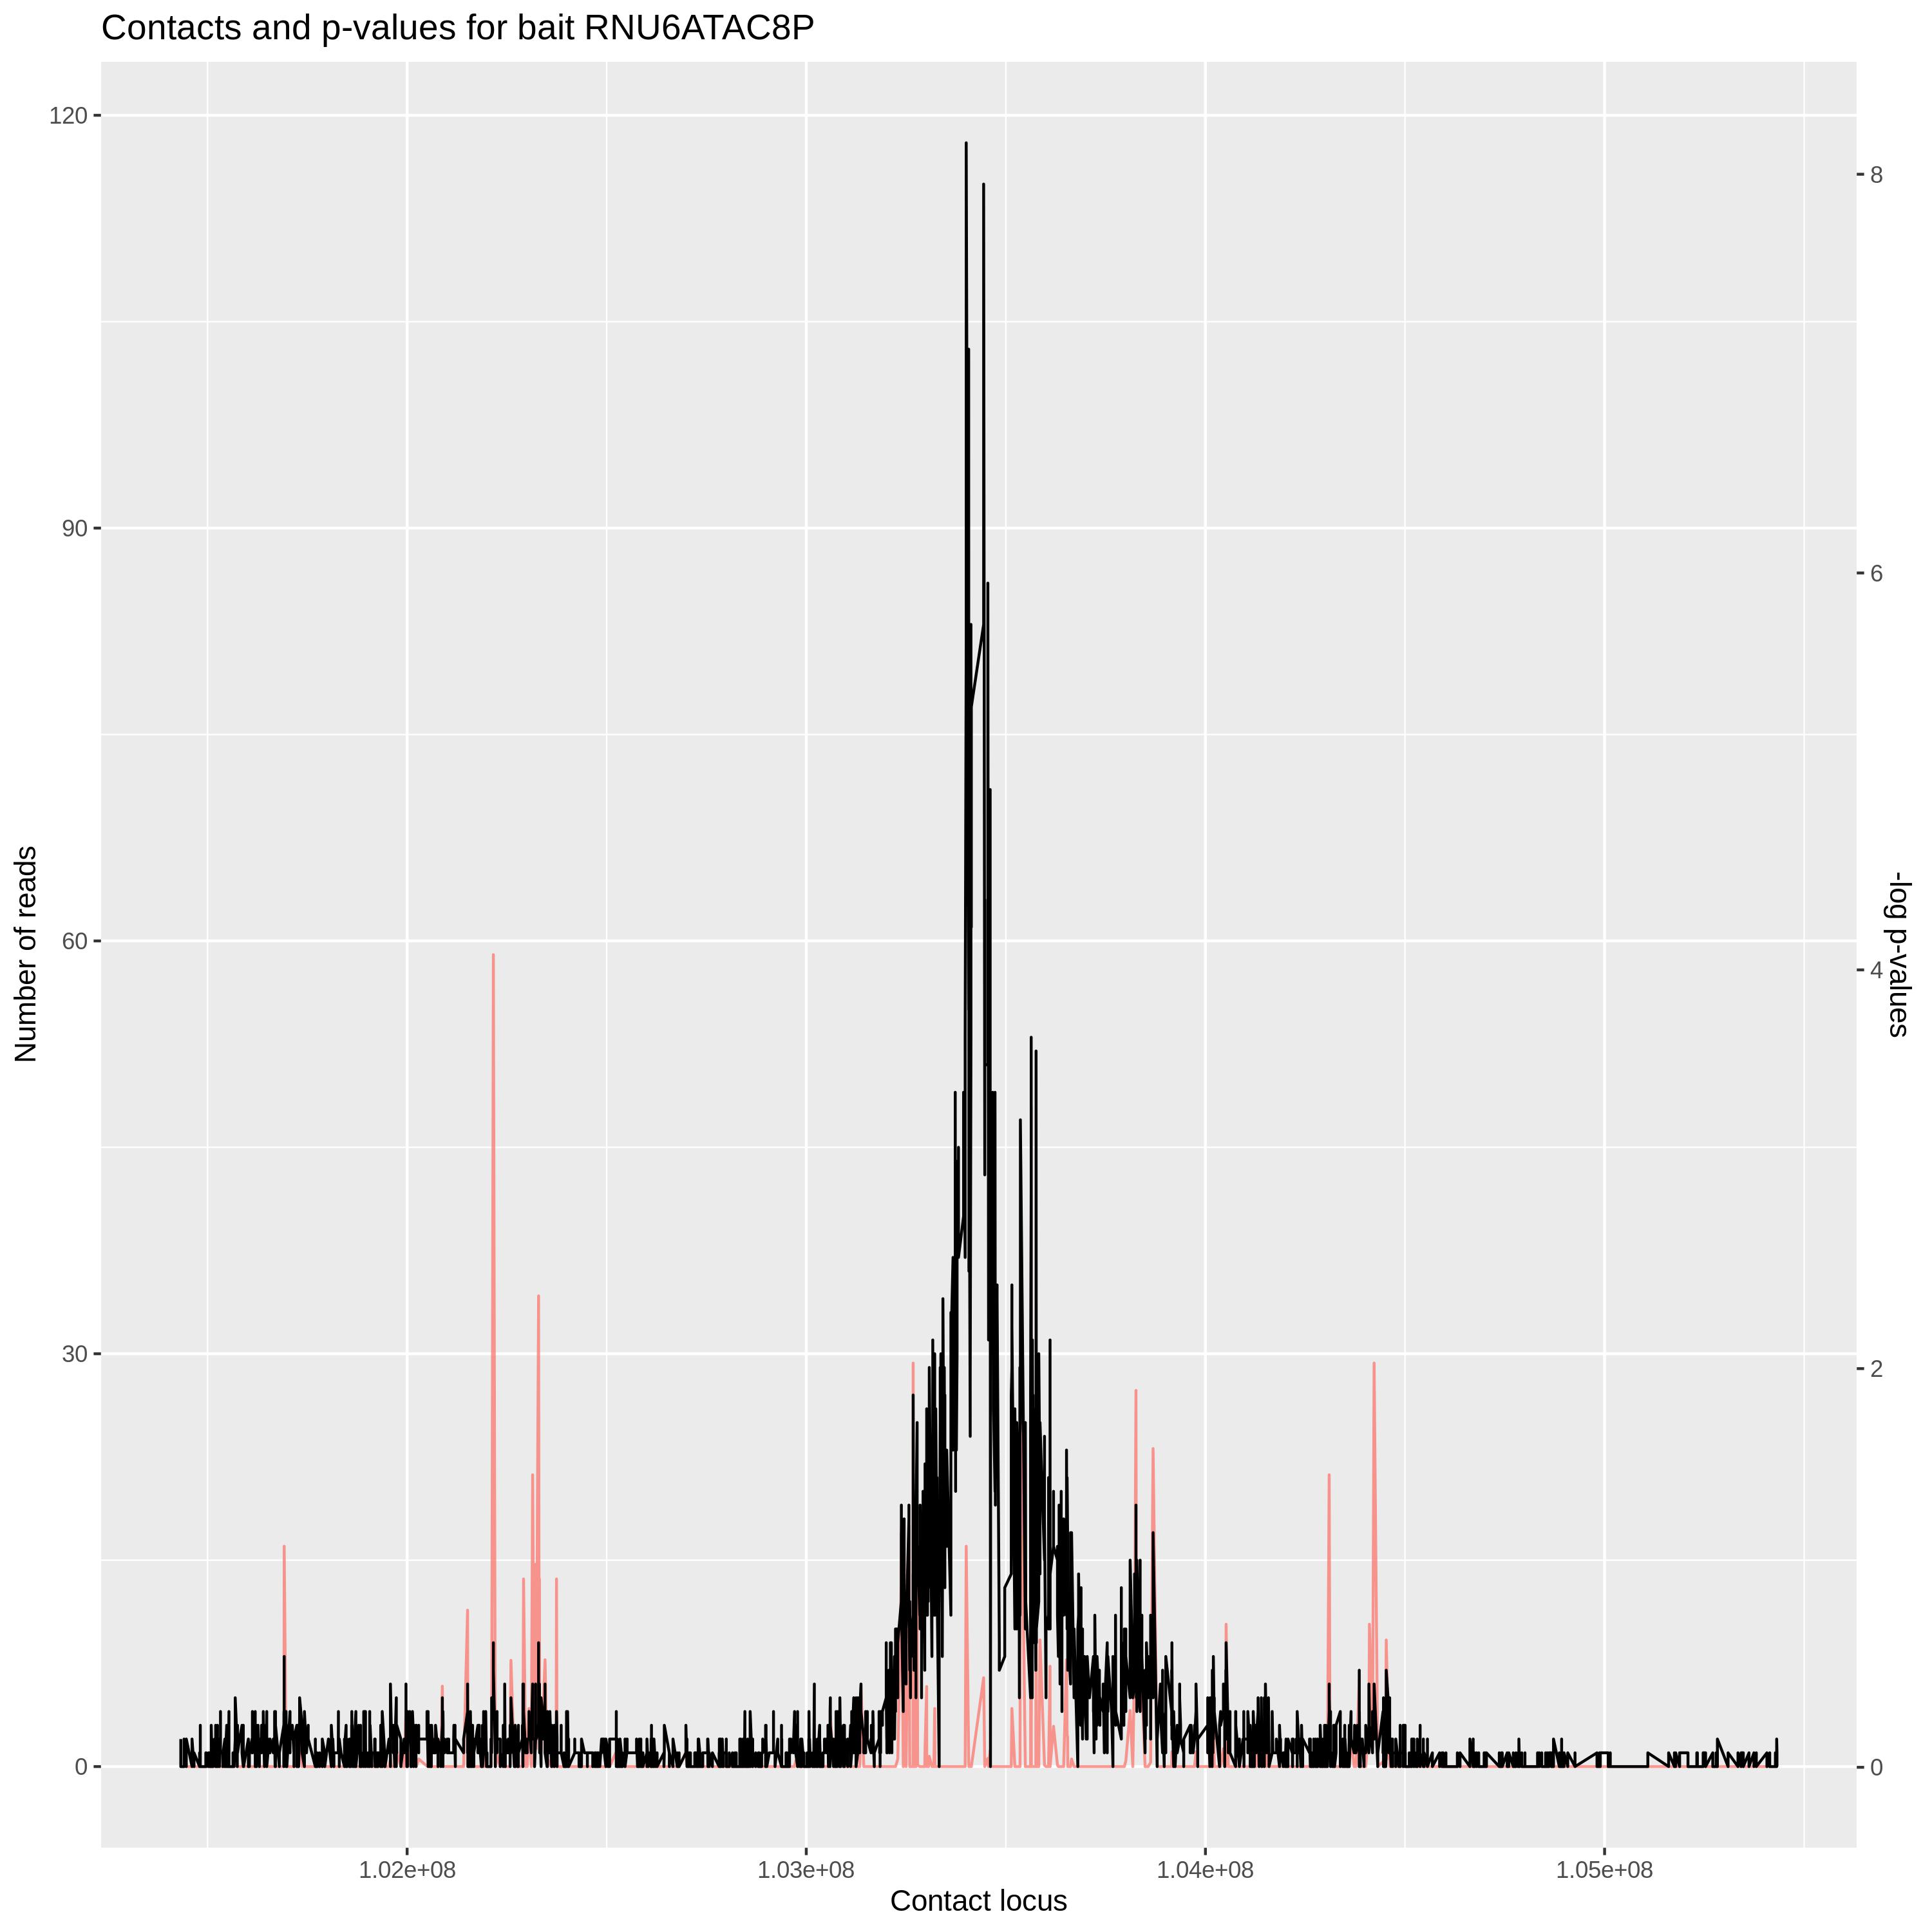 Contacts and p-values for bait RNU6ATAC8P
120
90
60
30
0
Number of reads
8
6
4
2
0
-log p-values
1.02e+08
1.03e+08
1.04e+08
1.05e+08
Contact locus